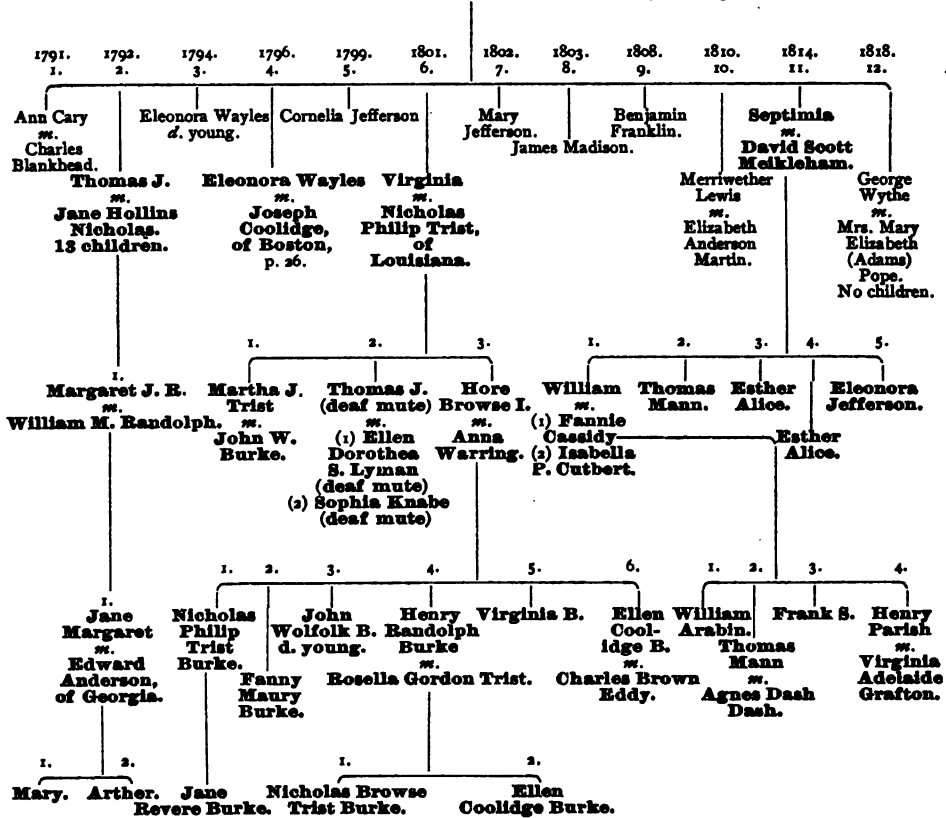 1791. 1792. 1794. 1796. 1799. 1801. 1802. 1803. 1808. 1810. 1814. 1818.
1. 2. 3. 4. 5. 6. 7. 8. 9. 10. 11. 12.
Ann Cary
m.
Charles
Blankhead.
Thomas J.
m.
Jane Hollins
Nicholas.
13 children.
Eleonora Wayles
d. young.
Eleonora Wayles
m.
Joseph
Coolidge,
of Boston,
p. 26.
Cornelia Jefferson
Virginia
m.
Nicholas
Philip Trist,
of
Louisiana.
Mary
Jefferson.
James Madison.
Benjamin
Franklin.
Merriwether
Lewis
m.
Elizabeth
Anderson
Martin.
Septimia
m.
David Scott
Meikleham.
George
Wythe
m.
Mrs. Mary
Elizabeth
(Adams)
Pope.
No children.
1.
Margaret J. R.
m.
William M. Randolph.
1. 2. 3.
Martha J.
Trist
m.
John W.
Burke.
Thomas J.
(deaf mute)
m.
(1) Ellen
Dorothea
S. Lyman
(deaf mute)
(2) Sophia Knabe
(deaf mute)
Hore
Browse I.
m.
Anna
Warring.
1. 2. 3. 4. 5.
William
m.
(1) Fannie
Cassidy
(2) Isabella
P. Cutbert.
Thomas
Mann.
Esther
Alice.
Esther
Alice.
Eleonora
Jefferson.
1.
Jane
Margaret
m.
Edward
Anderson,
of Georgia.
1. 2. 3. 4. 5. 6.
Nicholas
Philip
Trist
Burke.
Fanny
Maury
Burke.
John
Wolfolk B.
d. young.
Henry
Randolph
Burke
m.
Rosella Gordon Trist.
Virginia B.
Ellen
Cool-
idge B.
m.
Charles Brown
Eddy.
1. 2. 3. 4.
William
Arabin.
Thomas
Mann
m.
Agnes Dash
Dash.
Frank S.
Henry
Parish
m.
Virginia
Adelaide
Grafton.
1. 2.
Mary. Arther.
Jane
Revere Burke.
1. 2.
Nicholas Browse
Trist Burke.
Ellen
Coolidge Burke.